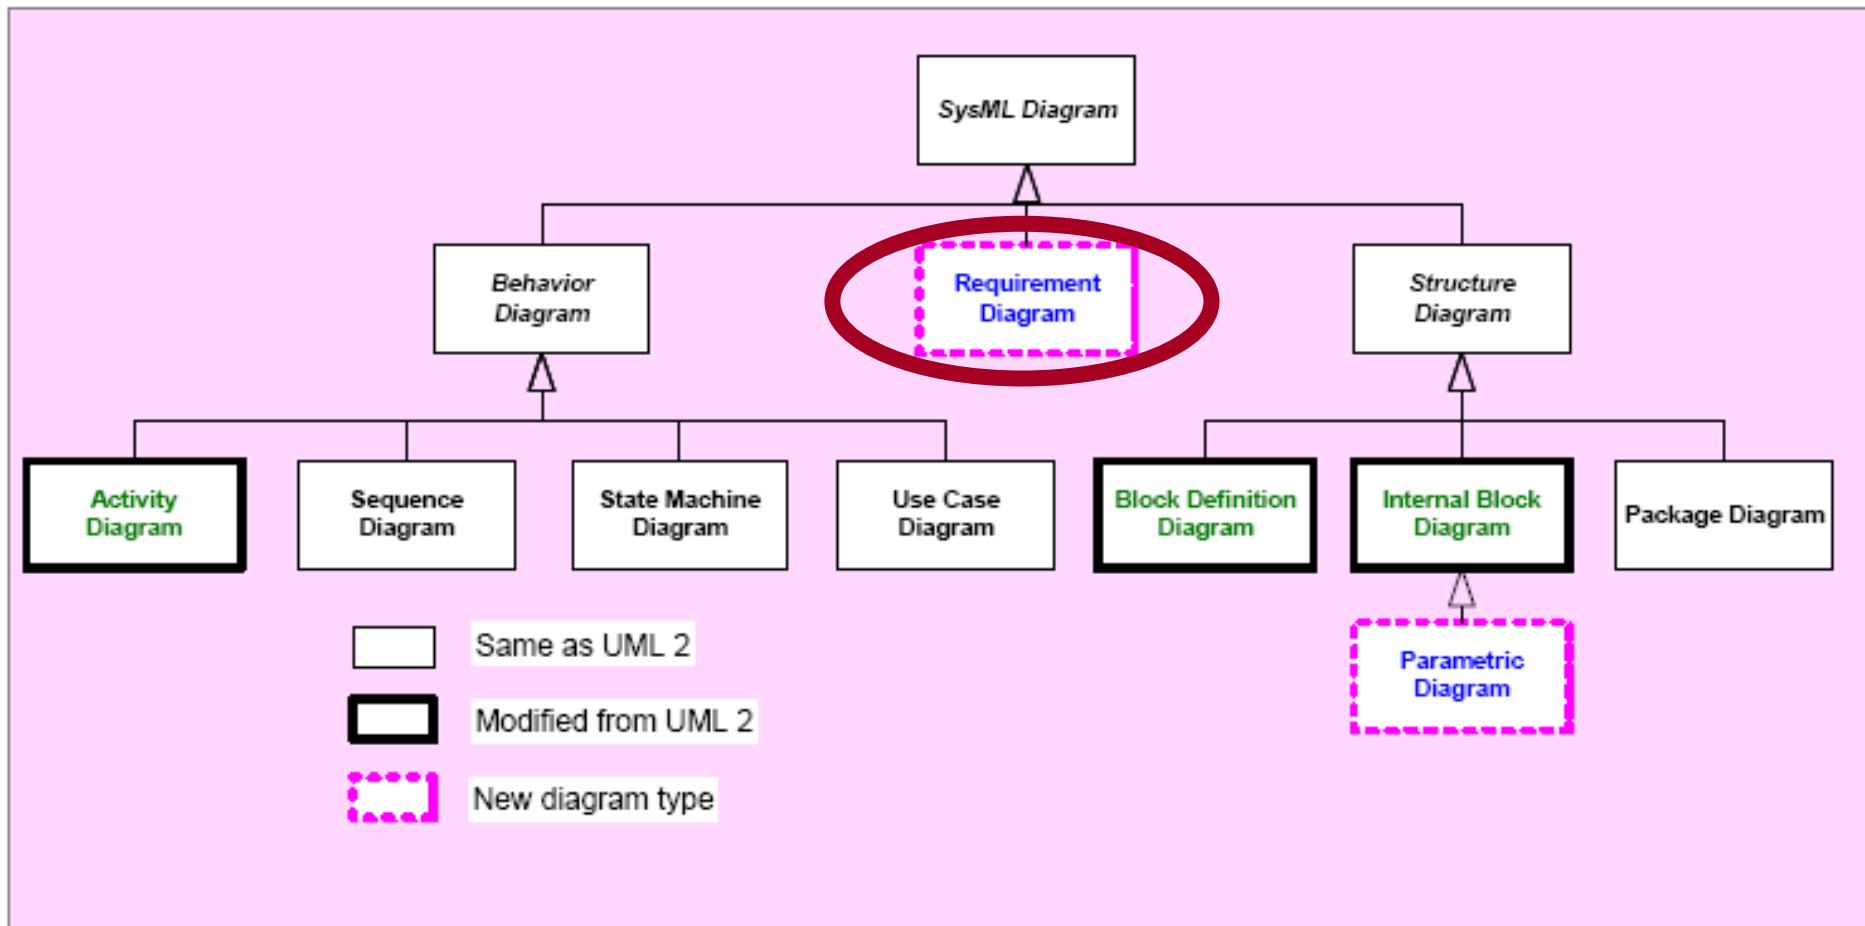 SysML Diagram
Behavior
Diagram
Requirement
Diagram
Structure
Diagram
Activity
Diagram
Sequence
Diagram
State Machine
Diagram
Use Case
Diagram
Block Definition
Diagram
Internal Block
Diagram
Package Diagram
Parametric
Diagram
Same as UML 2
Modified from UML 2
New diagram type